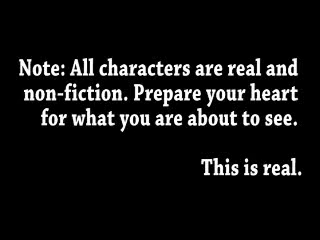 Note: All characters are real and
non-fiction. Prepare your heart
for what you are about to see.
This is real.